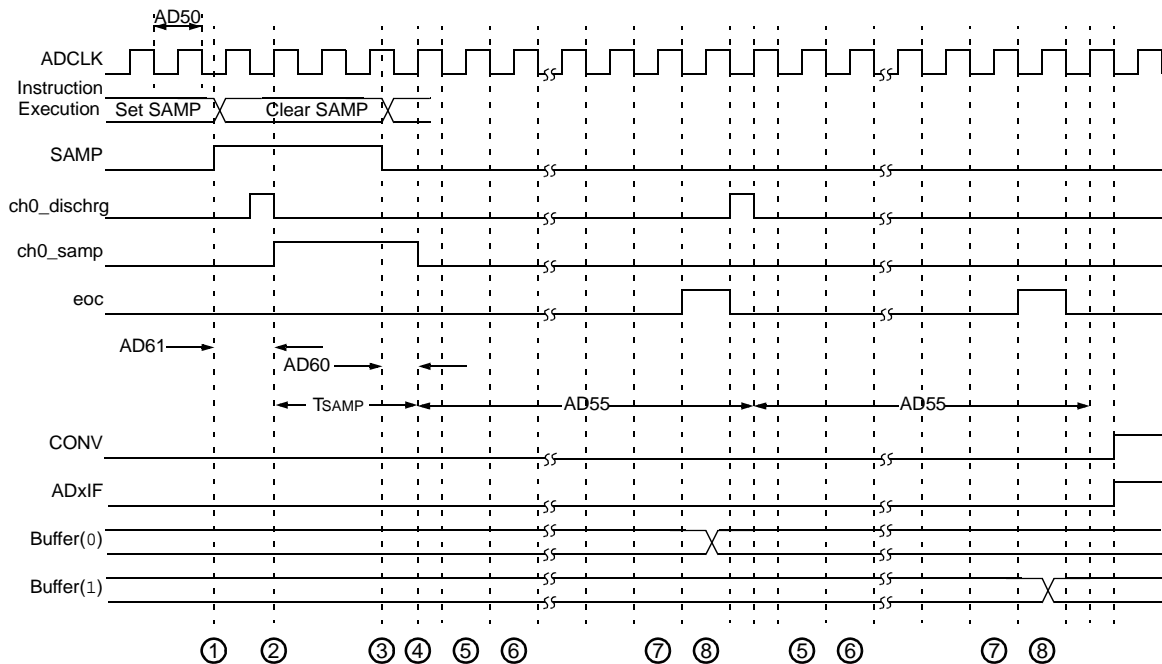 AD50
ADCLK
Instruction
Execution
Set SAMP
Clear SAMP
SAMP
ch0_dischrg
ch0_samp
eoc
AD61
AD60
TSAMP
AD55
AD55
CONV
ADxIF
Buffer(0)
Buffer(1)
① ② ③ ④ ⑤ ⑥ ⑦ ⑧ ⑤ ⑥ ⑦ ⑧